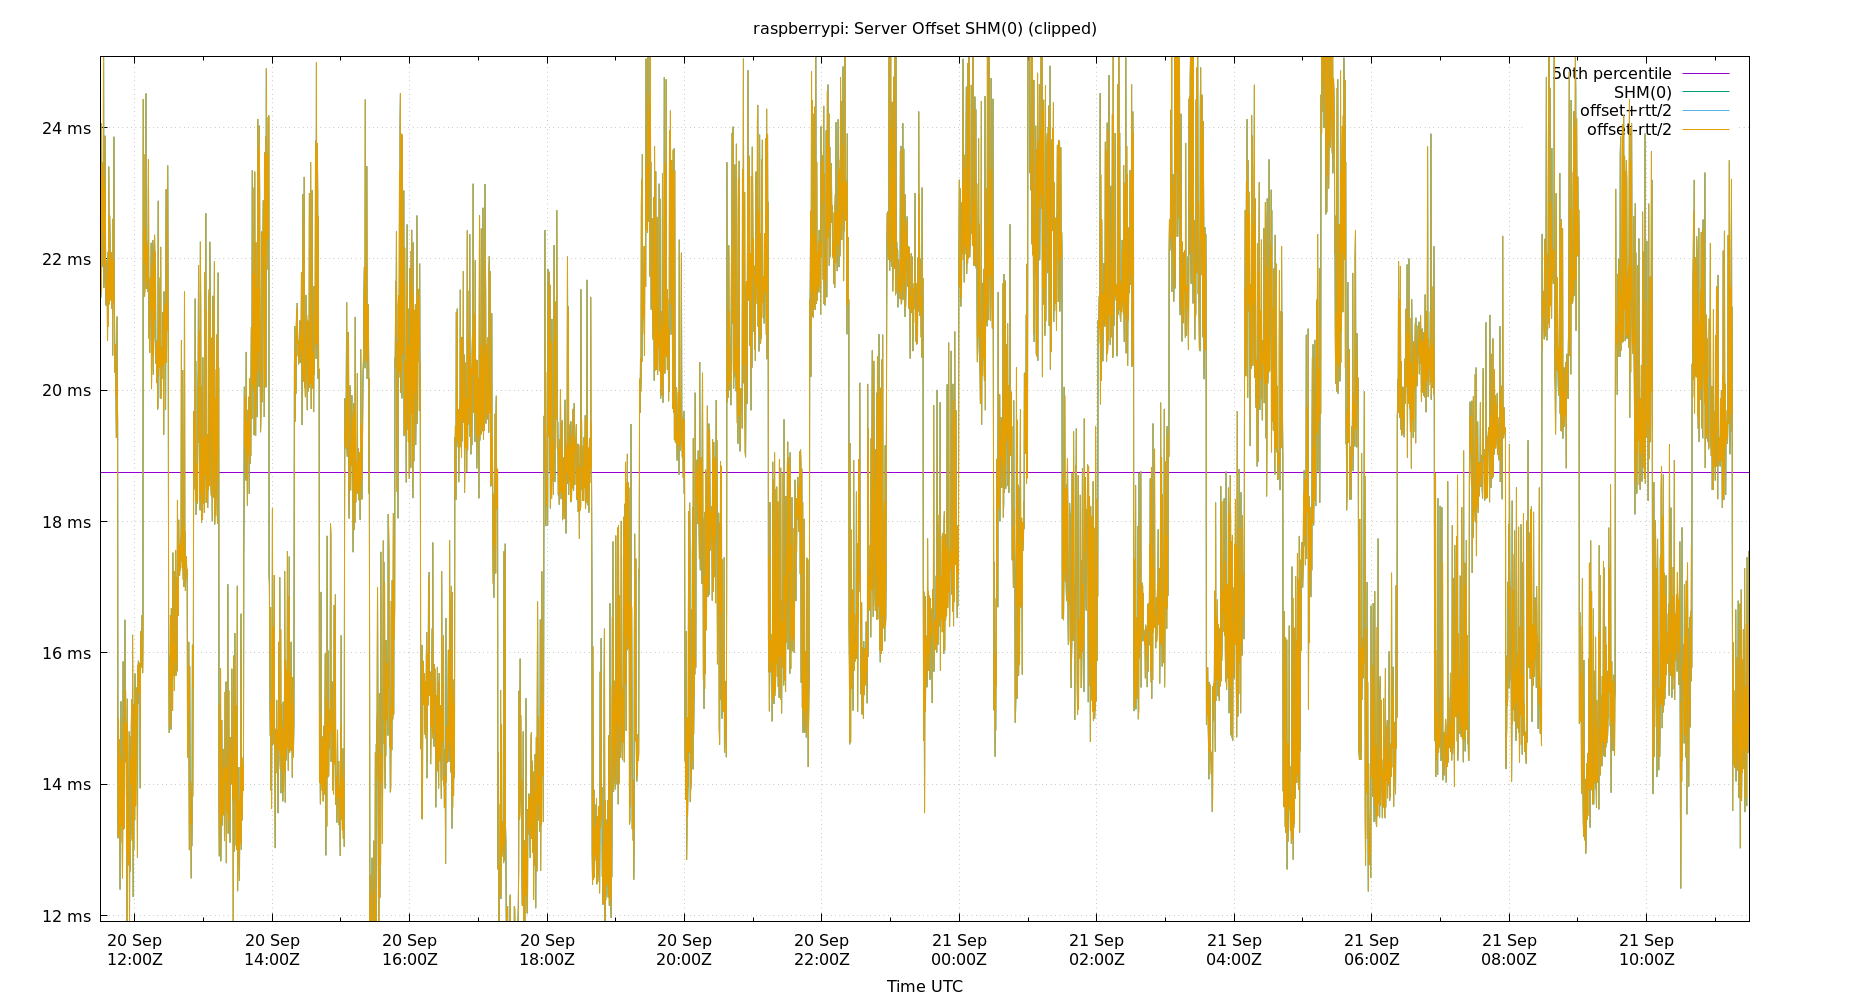 raspberrypi: Server Offset SHM(0) (clipped)
50th percentile
SHM(0)
offset+rtt/2
offset-rtt/2
24 ms
22 ms
20 ms
18 ms
16 ms
14 ms
12 ms
20 Sep 20 Sep 20 Sep 20 Sep 20 Sep 20 Sep 21 Sep 21 Sep 21 Sep 21 Sep 21 Sep 21 Sep
12:00Z 14:00Z 16:00Z 18:00Z 20:00Z 22:00Z 00:00Z 02:00Z 04:00Z 06:00Z 08:00Z 10:00Z
Time UTC